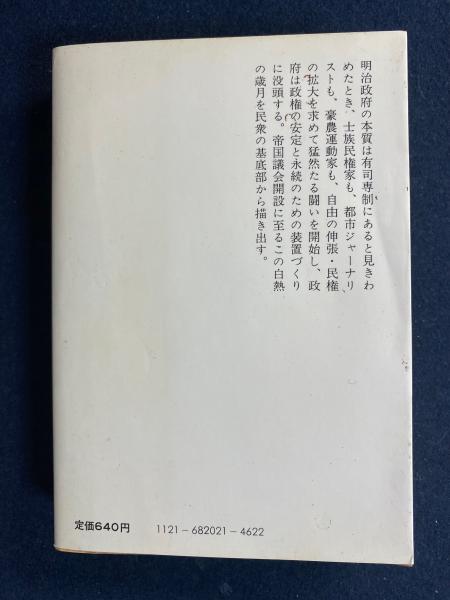 明治政府の本質は有司専制にあると見きわ
めたとき、士族民権家も、都市ジャーナリ
ストも、豪農運動家も、自由の伸張・民権
の拡大を求めて猛然たる闘いを開始し、政
府は政権の安定と永続のための装置づくり
に没頭する。帝国議会開設に至るこの白熱
の歳月を民衆の基底部から描き出す。
定価640円
1121-682021-4622